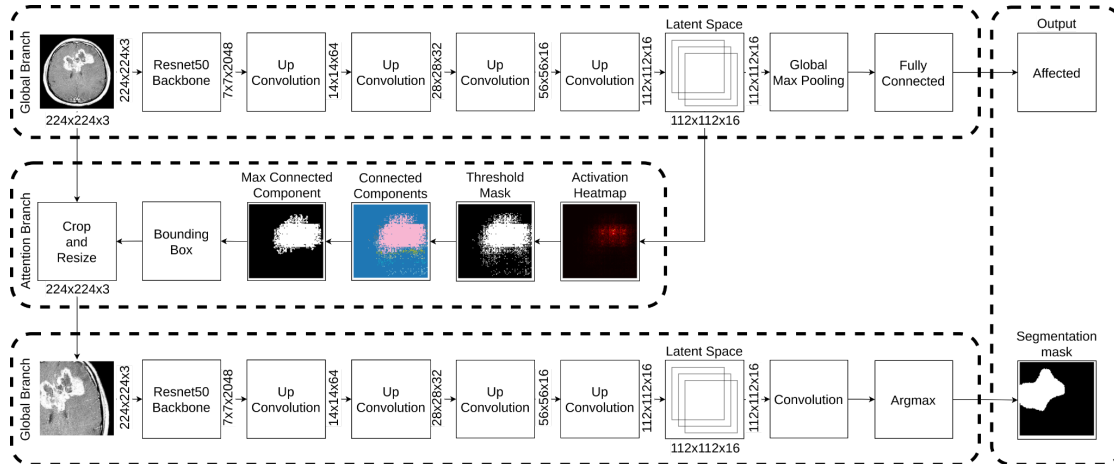 Global Branch
224x224x3
224x224x3
Resnet50
Backbone
7x7x2048
Up
Convolution
14x14x64
Up
Convolution
28x28x32
Up
Convolution
56x56x16
Up
Convolution
112x112x16
Latent Space
112x112x16
112x112x16
Global
Max Pooling
Fully
Connected
Output
Affected
Attention Branch
Crop
and
Resize
224x224x3
Bounding
Box
Max Connected
Component
Connected
Components
Threshold
Mask
Activation
Heatmap
Global Branch
224x224x3
Resnet50
Backbone
7x7x2048
Up
Convolution
14x14x64
Up
Convolution
28x28x32
Up
Convolution
56x56x16
Up
Convolution
112x112x16
Latent Space
112x112x16
112x112x16
Convolution
Argmax
Segmentation
mask